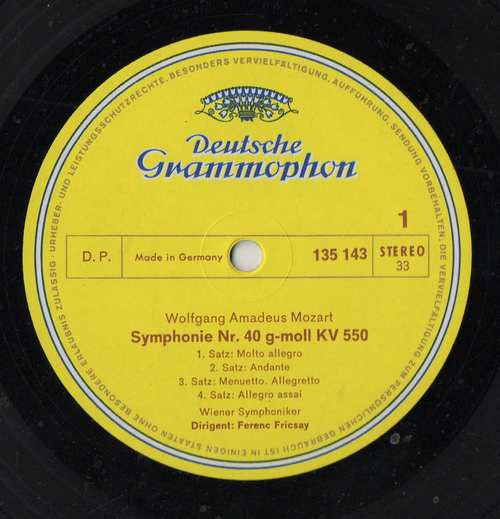 URHEBER- UND LEISTUNGSSCHUTZRECHTE. BESONDERS VERVIELFÄLTIGUNG, AUFFÜHRUNG, SENDUNG VORBEHALTEN. DIE VERVIELFÄLTIGUNG ZUM PERSÖNLICHEN GEBRAUCH IST IN EINIGEN STAATEN OHNE BESONDERE ERLAUBNIS ZULÄSSIG ·
Deutsche
Grammophon
1
D. P. Made in Germany 135 143 STEREO
33
Wolfgang Amadeus Mozart
Symphonie Nr. 40 g-moll KV 550
1. Satz: Molto allegro
2. Satz: Andante
3. Satz: Menuetto. Allegretto
4. Satz: Allegro assai
Wiener Symphoniker
Dirigent: Ferenc Fricsay